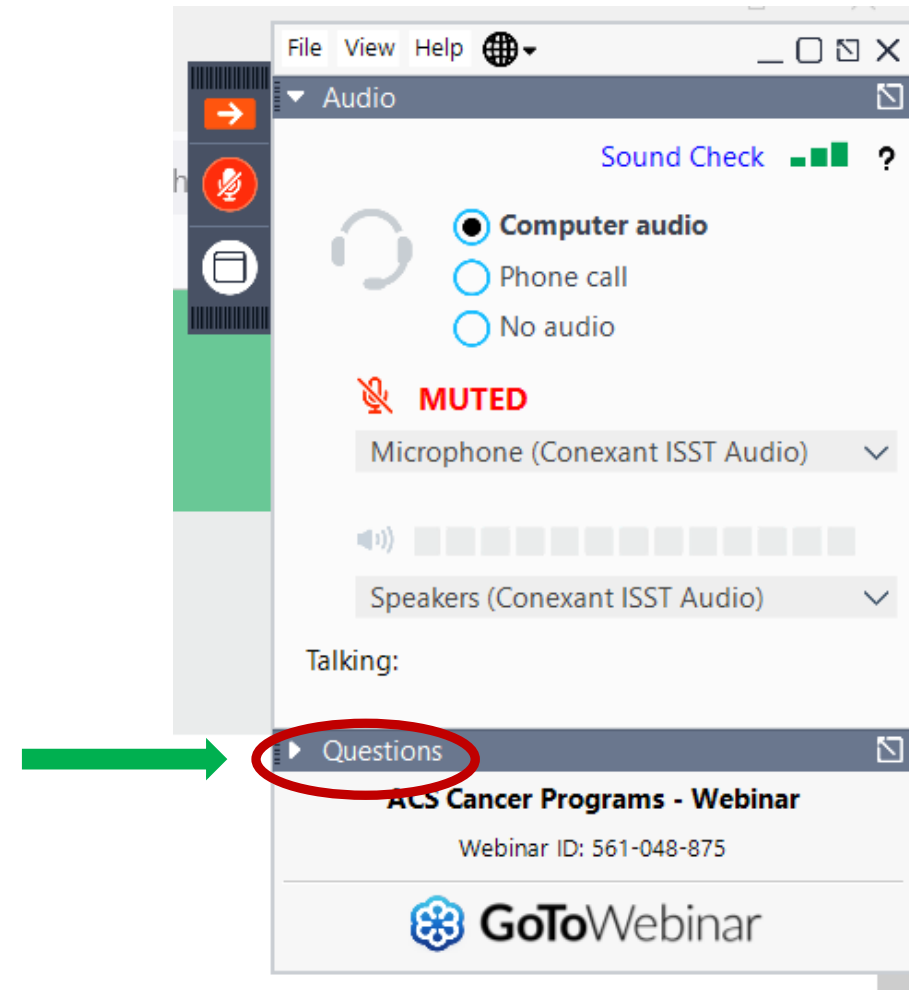 File View Help
Audio
Sound Check ?
h
Computer audio
Phone call
No audio
MUTED
Microphone (Conexant ISST Audio)
Speakers (Conexant ISST Audio)
Talking:
Questions
ACS Cancer Programs - Webinar
Webinar ID: 561-048-875
GoToWebinar